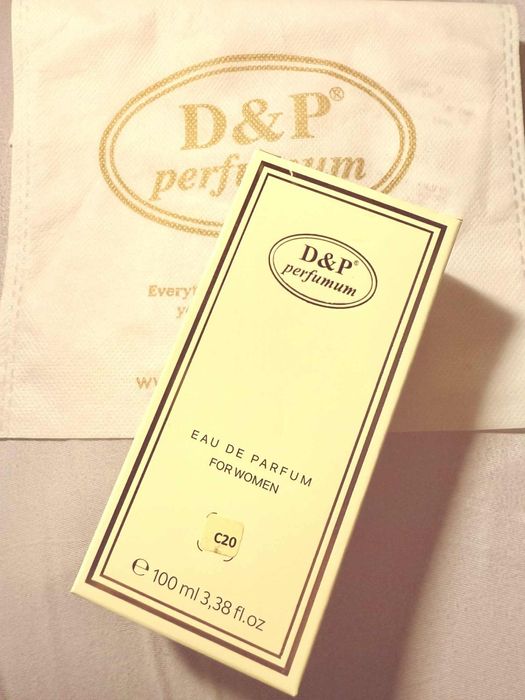 D&P®
perfumum
D&P®
perfumum
EAU DE PARFUM
FOR WOMEN
C20
e 100 ml 3,38 fl.oz